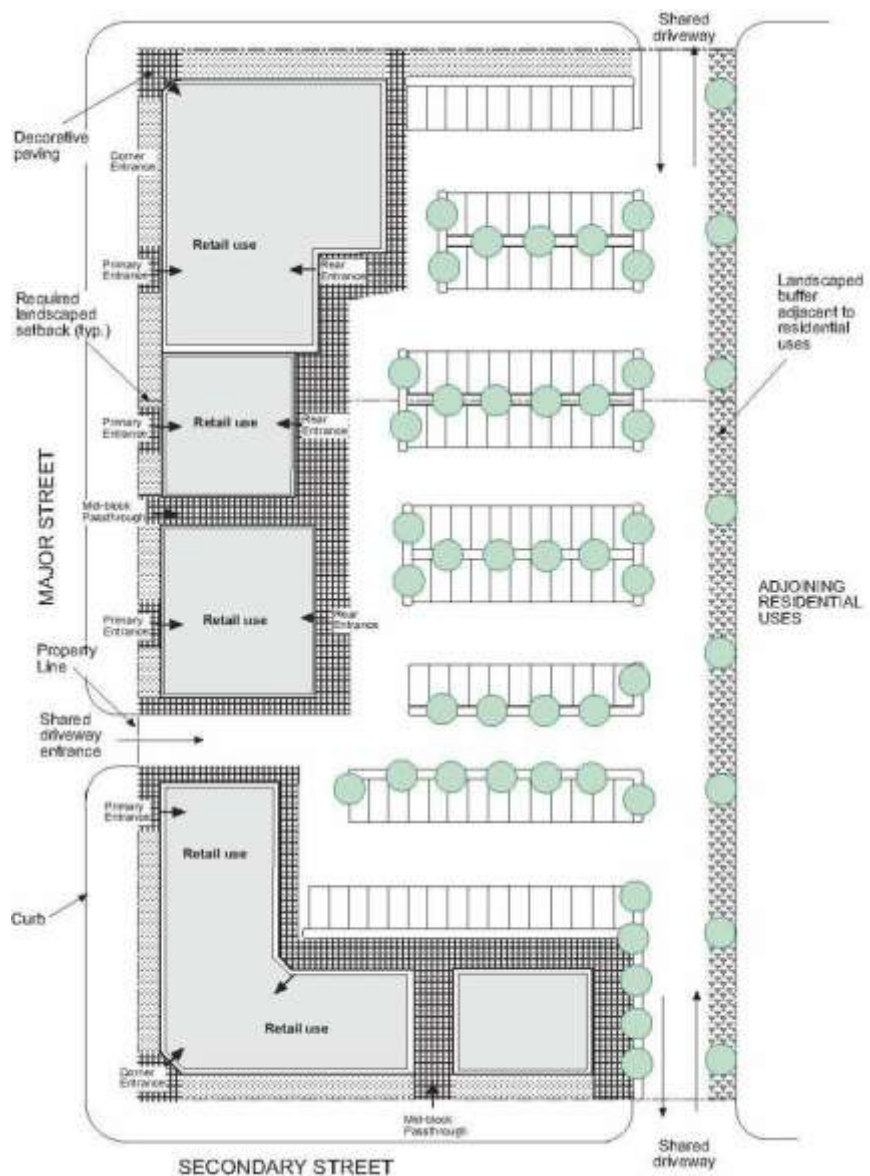 Shared
driveway
Decorative
paving
Corner
Entrance
Retail use
Primary
Entrance
Rear
Entrance
Required
landscaped
setback (typ.)
Landscaped
buffer
adjacent to
residential
uses
Primary
Entrance
Retail use
Rear
Entrance
MAJOR STREET
Mid-block
Passthrough
ADJOINING
RESIDENTIAL
USES
Primary
Entrance
Retail use
Rear
Entrance
Property
Line
Shared
driveway
entrance
Primary
Entrance
Retail use
Curb
Retail use
Corner
Entrance
Mid-block
Passthrough
Shared
driveway
SECONDARY STREET